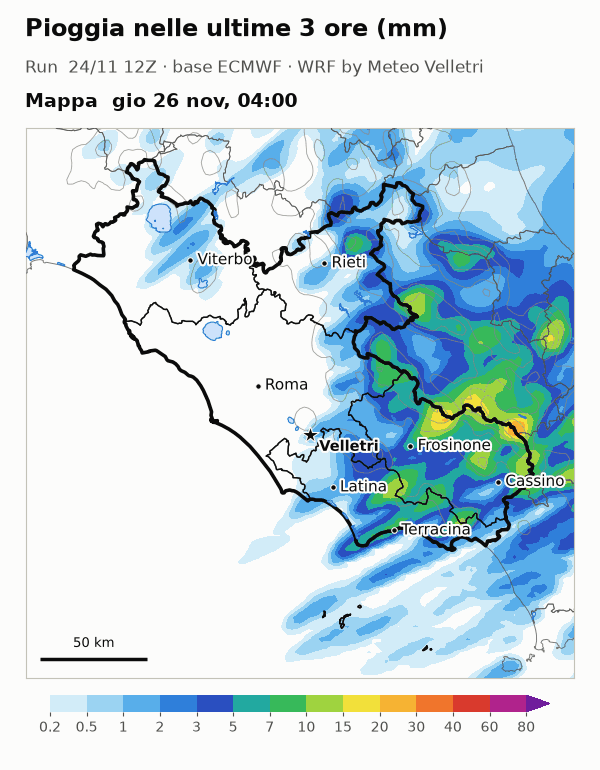 Pioggia nelle ultime 3 ore (mm)
Run  24/11 12Z · base ECMWF · WRF by Meteo Velletri
Mappa  gio 26 nov, 04:00
Viterbo
Rieti
Roma
Velletri
Frosinone
Latina
Cassino
Terracina
50 km
0.2 0.5 1 2 3 5 7 10 15 20 30 40 60 80